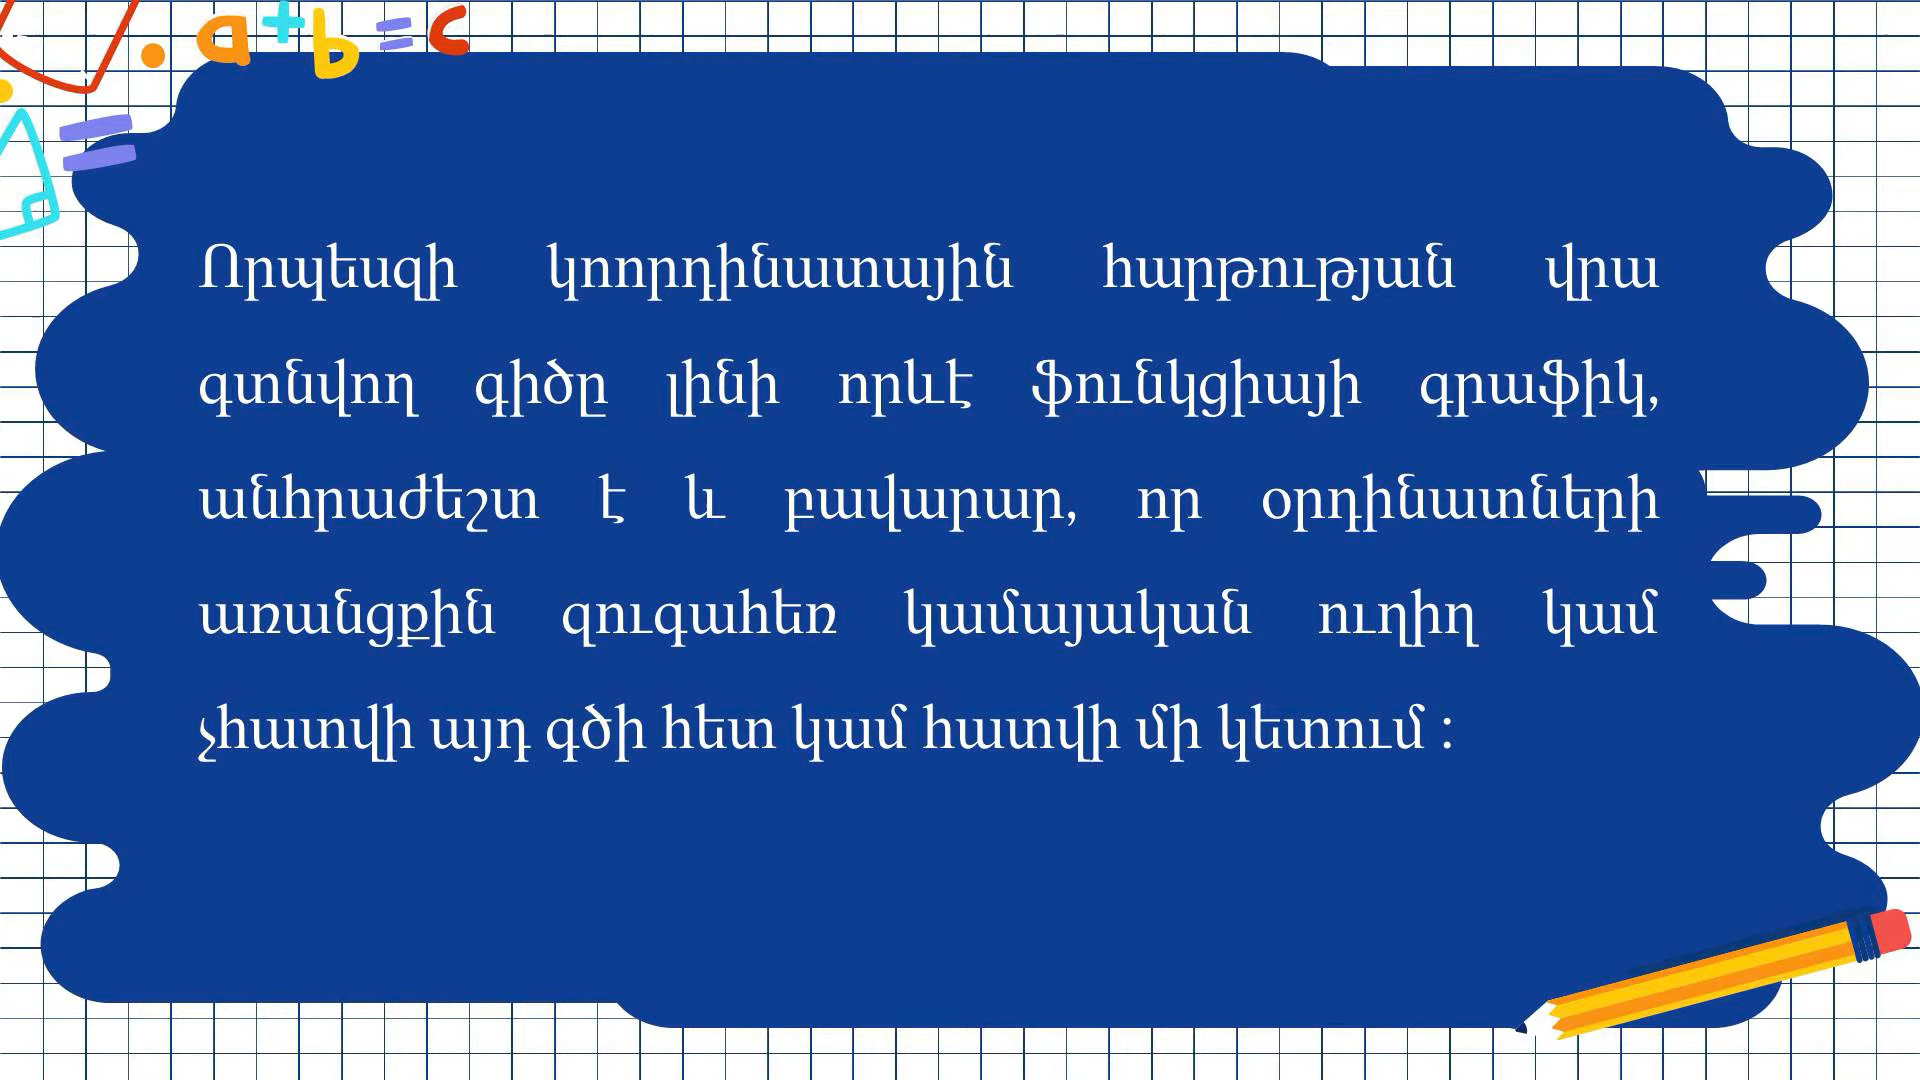 a+b=c
Որպեսզի կոորդինատային հարթության վրա
գտնվող գիծը լինի որևէ ֆունկցիայի գրաֆիկ,
անհրաժեշտ է և բավարար, որ օրդինատների
առանցքին զուգահեռ կամայական ուղիղ կամ
չհատվի այդ գծի հետ կամ հատվի մի կետում :